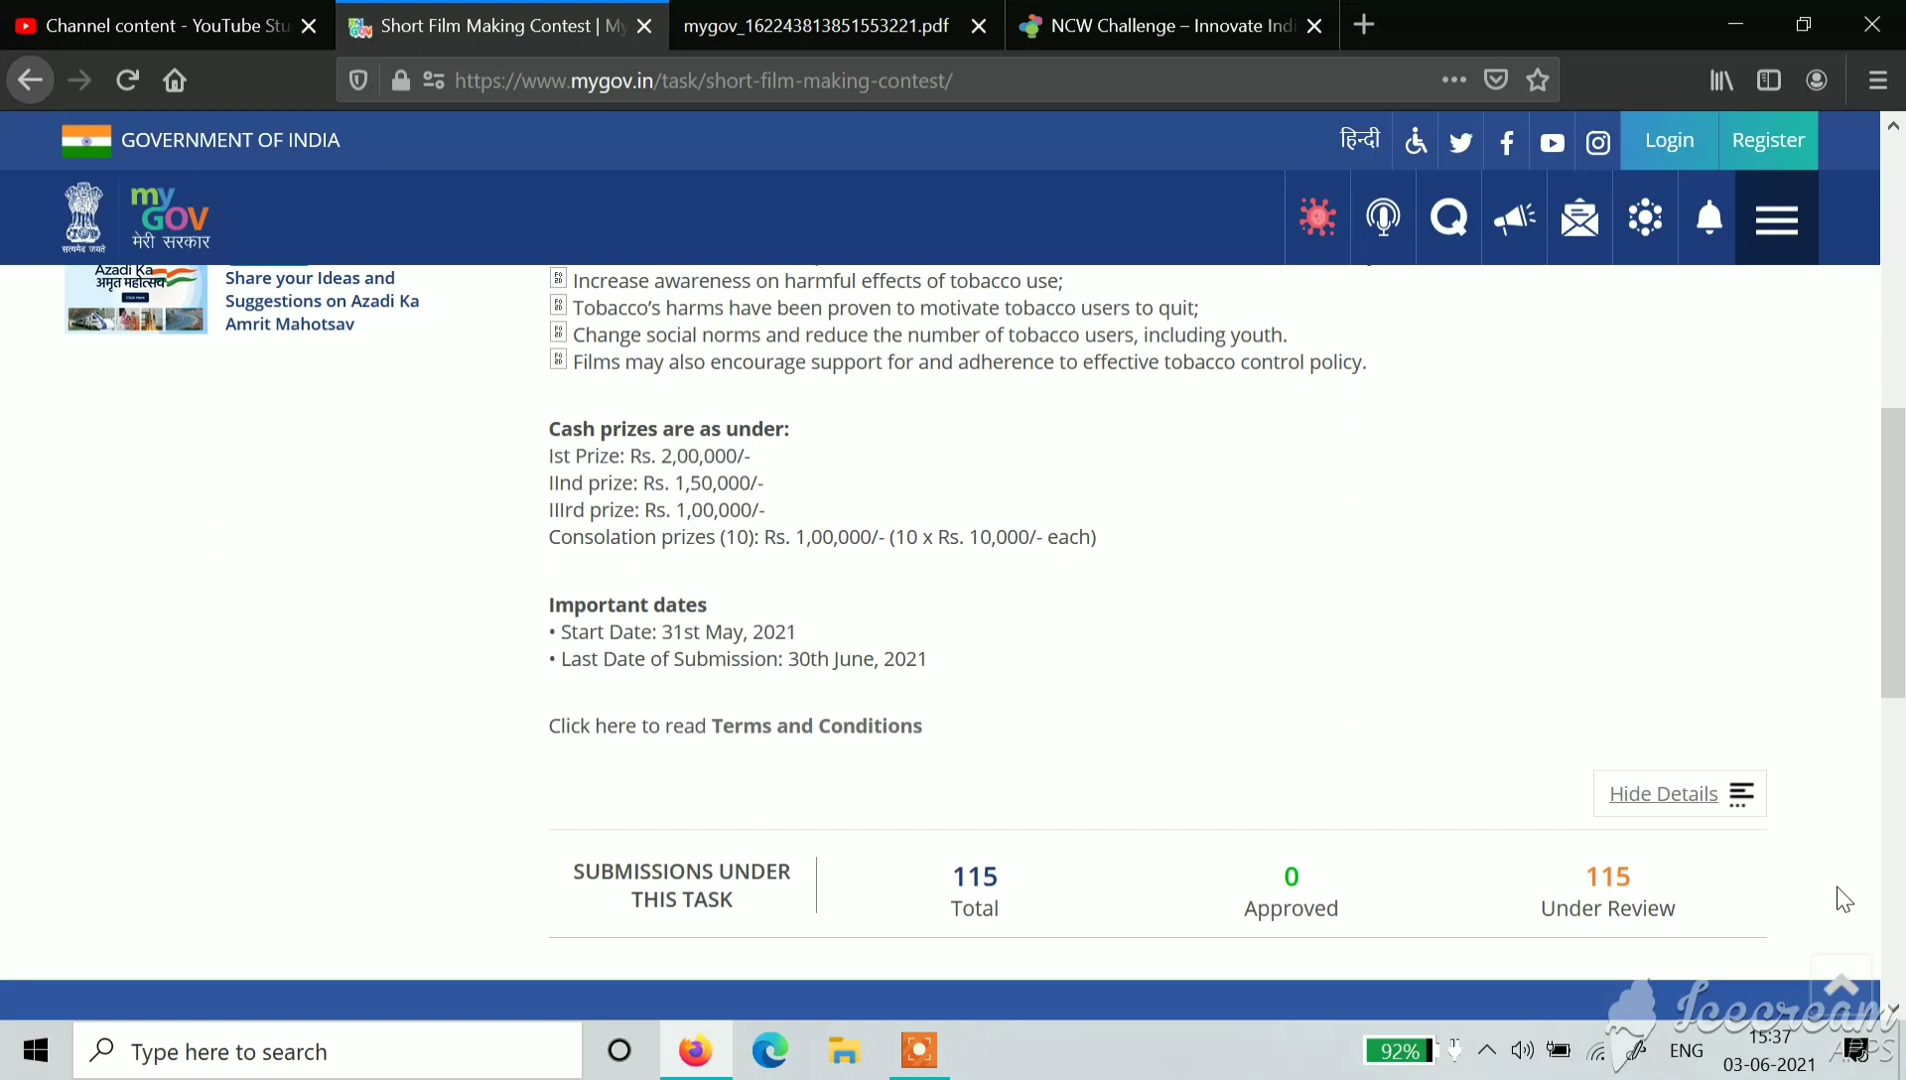 Channel content - YouTube Stu
Short Film Making Contest | My
mygov_162243813851553221.pdf
NCW Challenge – Innovate Indi
https://www.mygov.in/task/short-film-making-contest/
GOVERNMENT OF INDIA
हिन्दी
Login
Register
सत्यमेव जयते
my
GOV
मेरी सरकार
Azadi Ka
अमृत महोत्सव
Share your Ideas and
Suggestions on Azadi Ka
Amrit Mahotsav
Increase awareness on harmful effects of tobacco use;
Tobacco’s harms have been proven to motivate tobacco users to quit;
Change social norms and reduce the number of tobacco users, including youth.
Films may also encourage support for and adherence to effective tobacco control policy.
Cash prizes are as under:
Ist Prize: Rs. 2,00,000/-
IInd prize: Rs. 1,50,000/-
IIIrd prize: Rs. 1,00,000/-
Consolation prizes (10): Rs. 1,00,000/- (10 x Rs. 10,000/- each)
Important dates
• Start Date: 31st May, 2021
• Last Date of Submission: 30th June, 2021
Click here to read Terms and Conditions
Hide Details
SUBMISSIONS UNDER
THIS TASK
115
Total
0
Approved
115
Under Review
Type here to search
92%
ENG
15:37
03-06-2021
Icecream
APPS